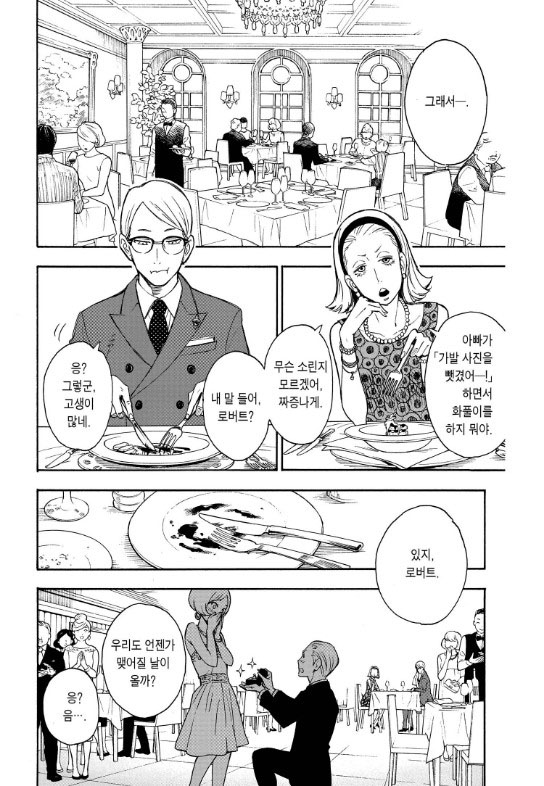 그래서─.
아빠가
「가발 사진을
뺏겼어─!」
하면서
화풀이를
하지 뭐야.
무슨 소린지
모르겠어,
짜증나게.
내 말 들어,
로버트?
응?
그렇군,
고생이
많네.
있지,
로버트.
우리도 언젠가
맺어질 날이
올까?
응?
음…．